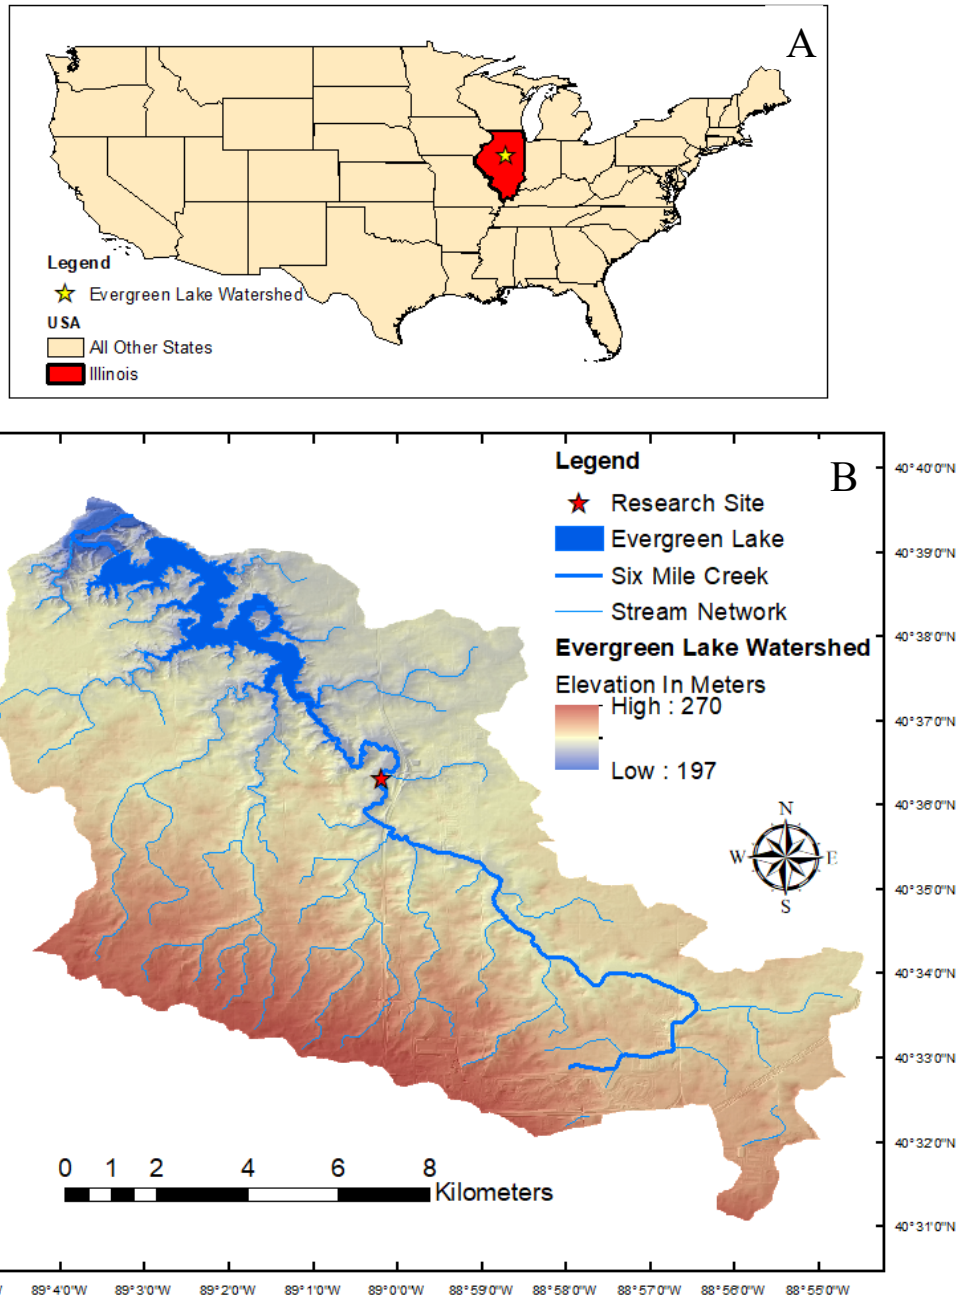 A
Legend
Evergreen Lake Watershed
USA
All Other States
Illinois
B
Legend
Research Site
Evergreen Lake
Six Mile Creek
Stream Network
Evergreen Lake Watershed
Elevation In Meters
High : 270
Low : 197
N
W E
S
40°40'0"N
40°39'0"N
40°38'0"N
40°37'0"N
40°36'0"N
40°35'0"N
40°34'0"N
40°33'0"N
40°32'0"N
40°31'0"N
0 1 2 4 6 8
Kilometers
89°4'0"W 89°3'0"W 89°2'0"W 89°1'0"W 89°0'0"W 88°59'0"W 88°58'0"W 88°57'0"W 88°56'0"W 88°55'0"W